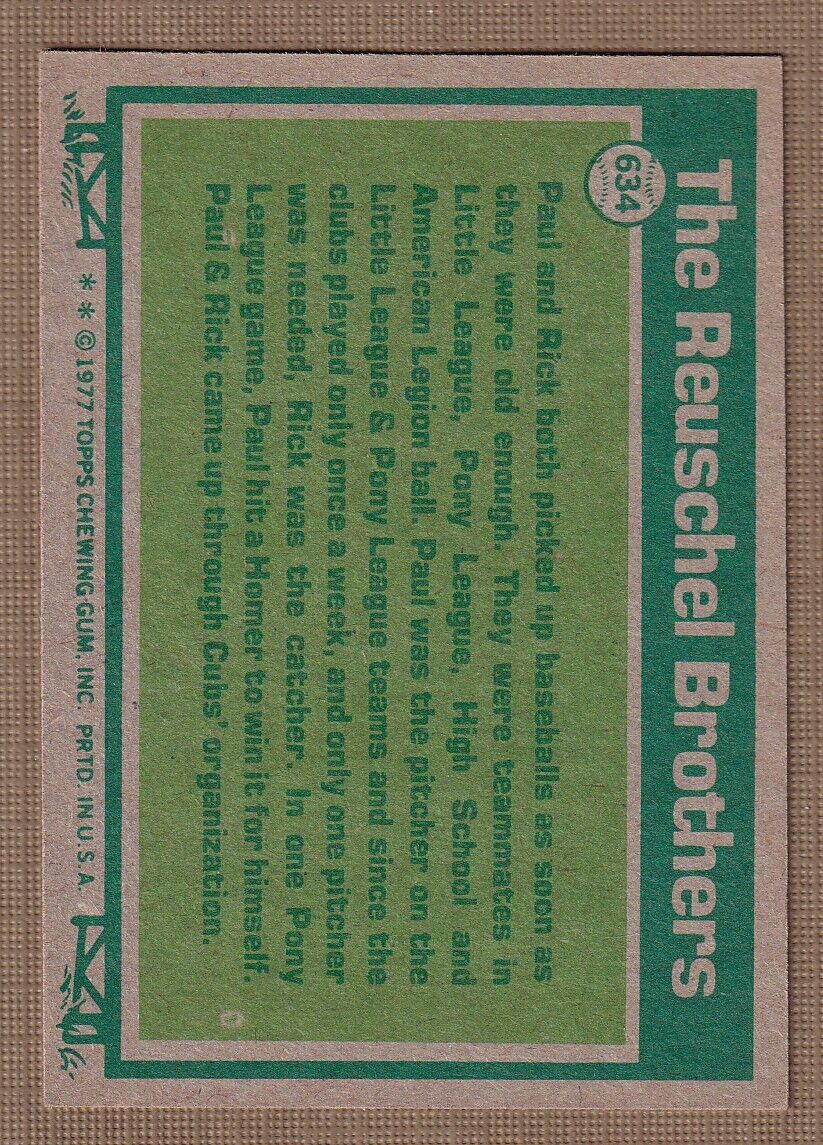 The Reuschel Brothers
634
Paul and Rick both picked up baseballs as soon as
they were old enough. They were teammates in
Little League, Pony League, High School and
American Legion ball. Paul was the pitcher on the
Little League & Pony League teams and since the
clubs played only once a week, and only one pitcher
was needed, Rick was the catcher. In one Pony
League game, Paul hit a Homer to win it for himself.
Paul & Rick came up through Cubs' organization.
* * © 1977 TOPPS CHEWING GUM, INC. PRTD. IN U.S.A.